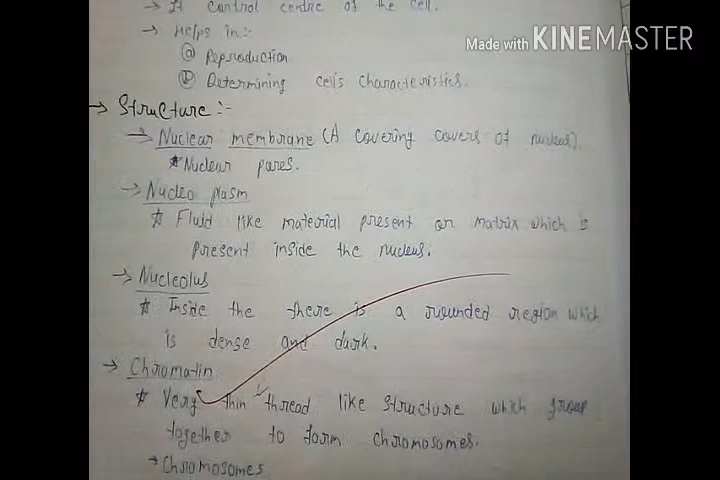 → It control centre of the cell.
Made with KINEMASTER
→ Helps in:-
ⓐ Reproduction
ⓑ Determining cell's characteristics.
→ Structure :-
→ Nuclear membrane (A covering covers of nucleus).
* Nuclear pores.
→ Nucleo plasm
* Fluid like material present or matrix which is
present inside the nucleus.
→ Nucleolus
* Inside the there is a rounded region which
is dense and dark.
→ Chromatin
* Very thin thread like structure which group
together to form chromosomes.
→ Chromosomes